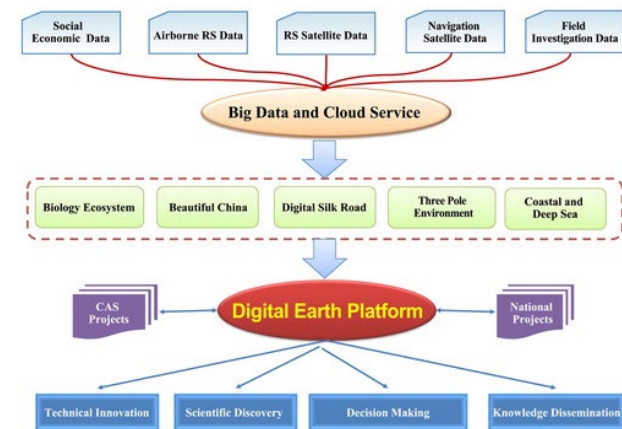 Social
Economic Data
Airborne RS Data
RS Satellite Data
Navigation
Satellite Data
Field
Investigation Data
Big Data and Cloud Service
Biology Ecosystem
Beautiful China
Digital Silk Road
Three Pole
Environment
Coastal and
Deep Sea
CAS
Projects
Digital Earth Platform
National
Projects
Technical Innovation
Scientific Discovery
Decision Making
Knowledge Dissemination